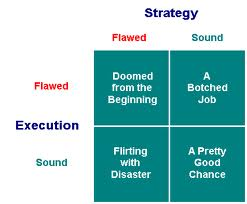 Strategy
Flawed Sound
Flawed
Doomed
from the
Beginning
A
Botched
Job
Execution
Sound
Flirting
with
Disaster
A Pretty
Good
Chance